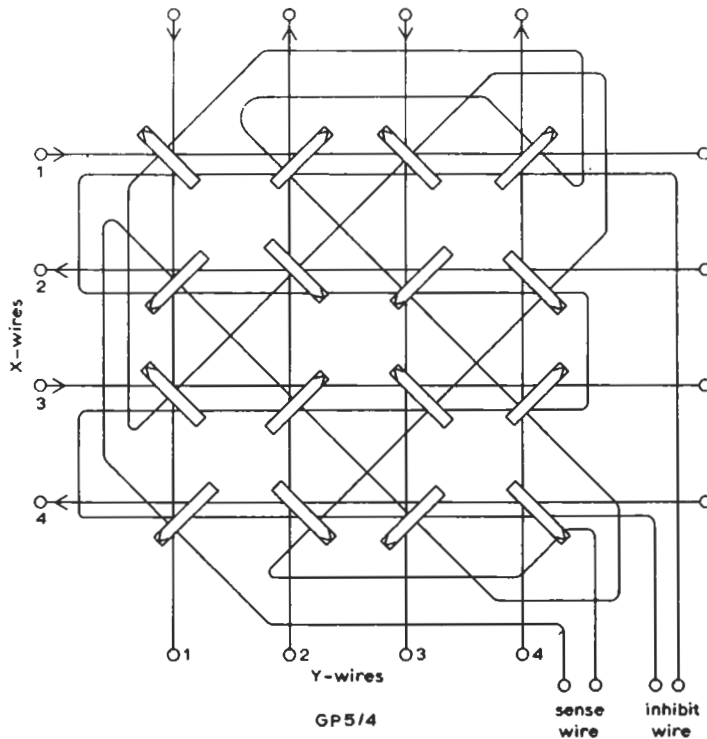 1
2
X-wires
3
4
1 2 3 4
Y-wires
GP5/4
sense wire
inhibit wire